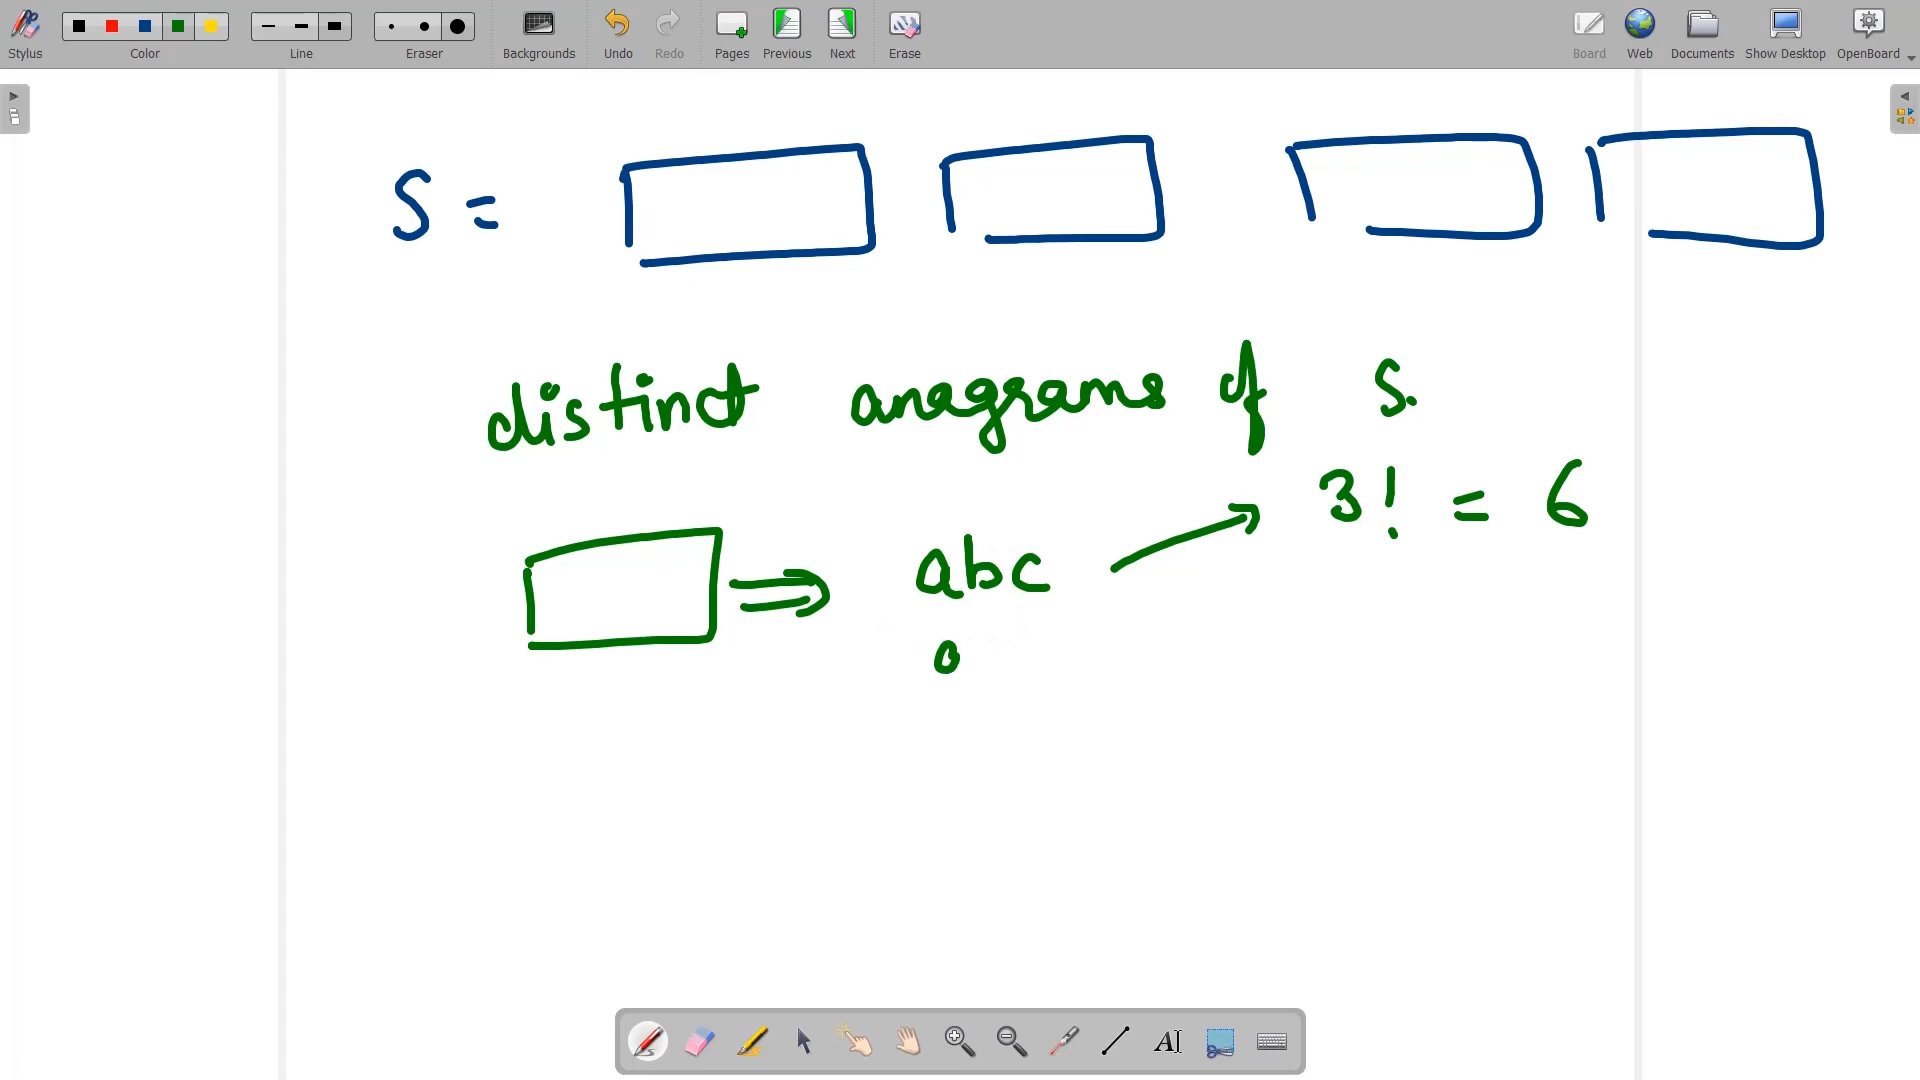 Stylus Color Line Eraser Backgrounds Undo Redo Pages Previous Next Erase Board Web Documents Show Desktop OpenBoard
S =
distinct anagrams of S.
3! = 6
abc
a